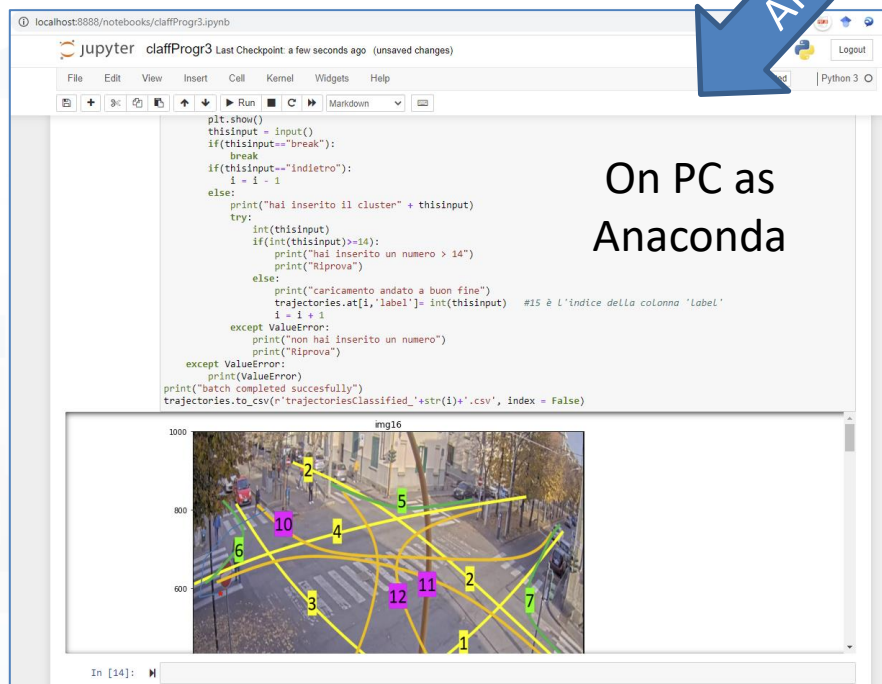 localhost:8888/notebooks/claffProgr3.ipynb
jupyter claffProgr3 Last Checkpoint: a few seconds ago (unsaved changes)
Logout
File Edit View Insert Cell Kernel Widgets Help
Python 3
Run Markdown
plt.show()
thisinput = input()
if(thisinput=="break"):
break
if(thisinput=="indietro"):
i = i - 1
else:
print("hai inserito il cluster" + thisinput)
try:
int(thisinput)
if(int(thisinput)>=14):
print("hai inserito un numero > 14")
print("Riprova")
else:
print("caricamento andato a buon fine")
trajectories.at[i,'label']= int(thisinput) #15 è l'indice della colonna 'label'
i = i + 1
except ValueError:
print("non hai inserito un numero")
print("Riprova")
except ValueError:
print(ValueError)
print("batch completed succesfully")
trajectories.to_csv(r'trajectoriesClassified_'+str(i)+'.csv', index = False)
On PC as
Anaconda
img16
1000
800
600
2
5
10
4
6
2
11
12
7
3
1
In [14]: